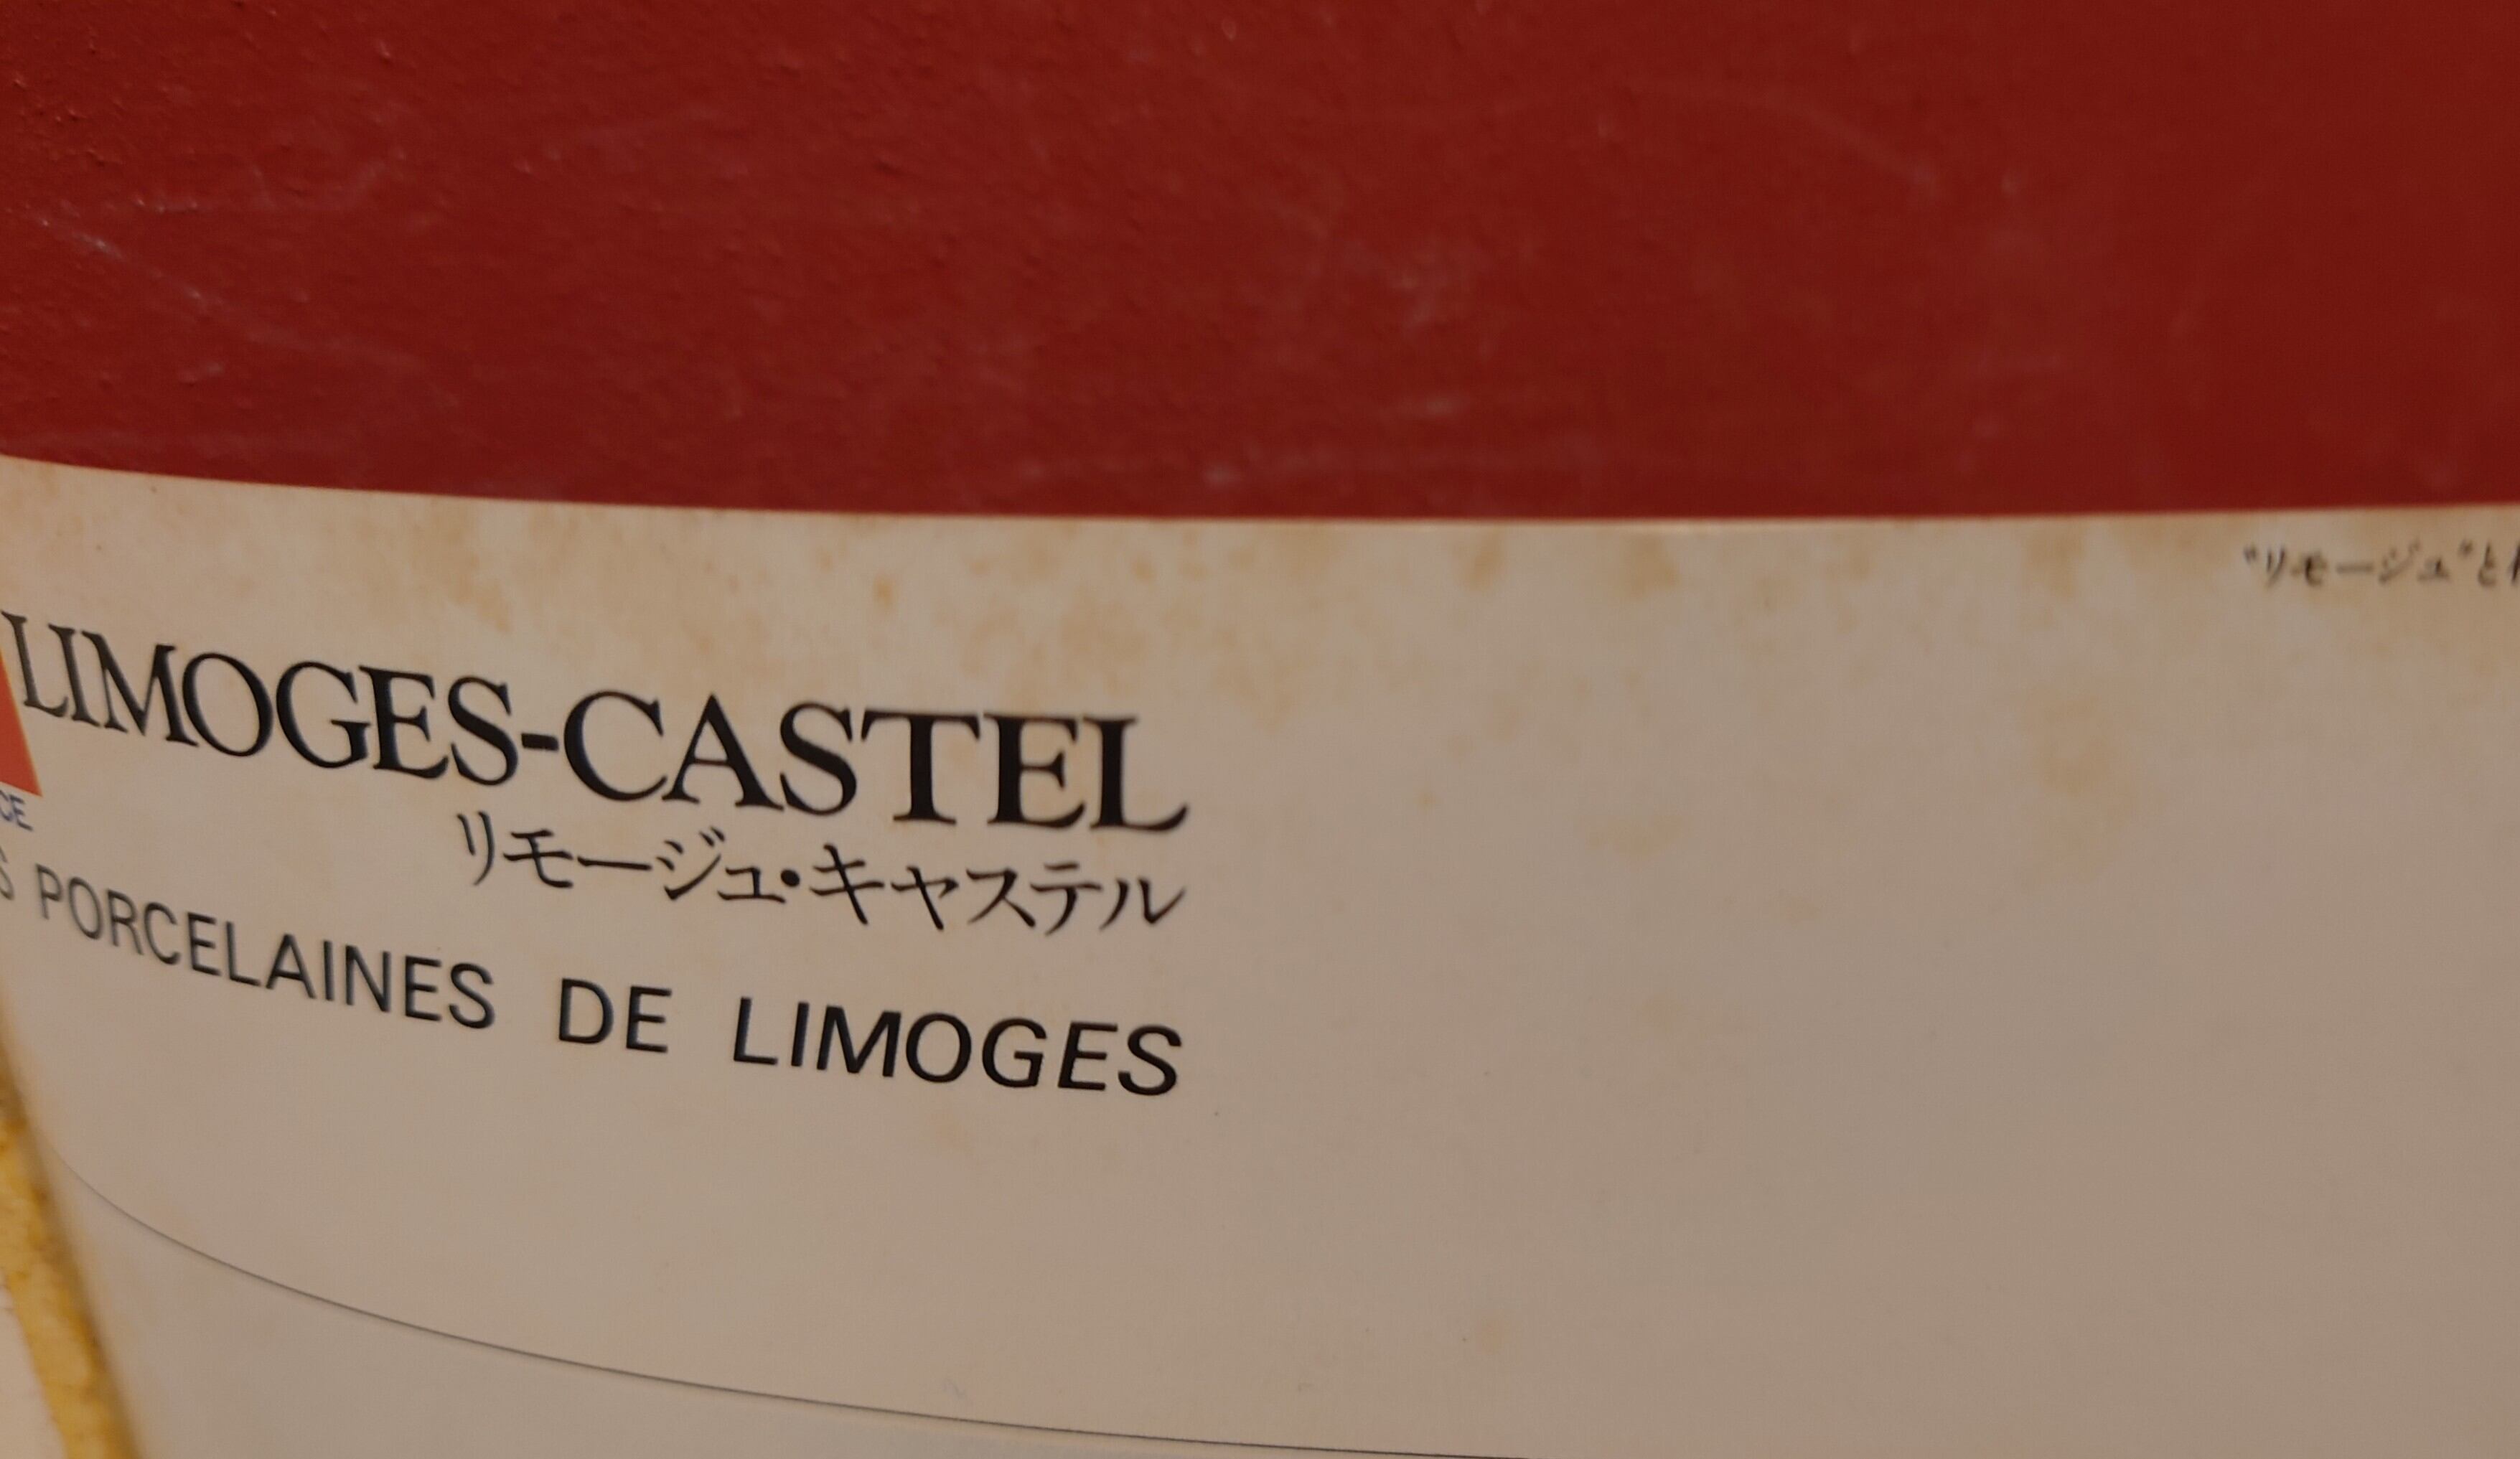 "リモージュ"と
LIMOGES-CASTEL
CE
リモージュ・キャステル
S PORCELAINES DE LIMOGES